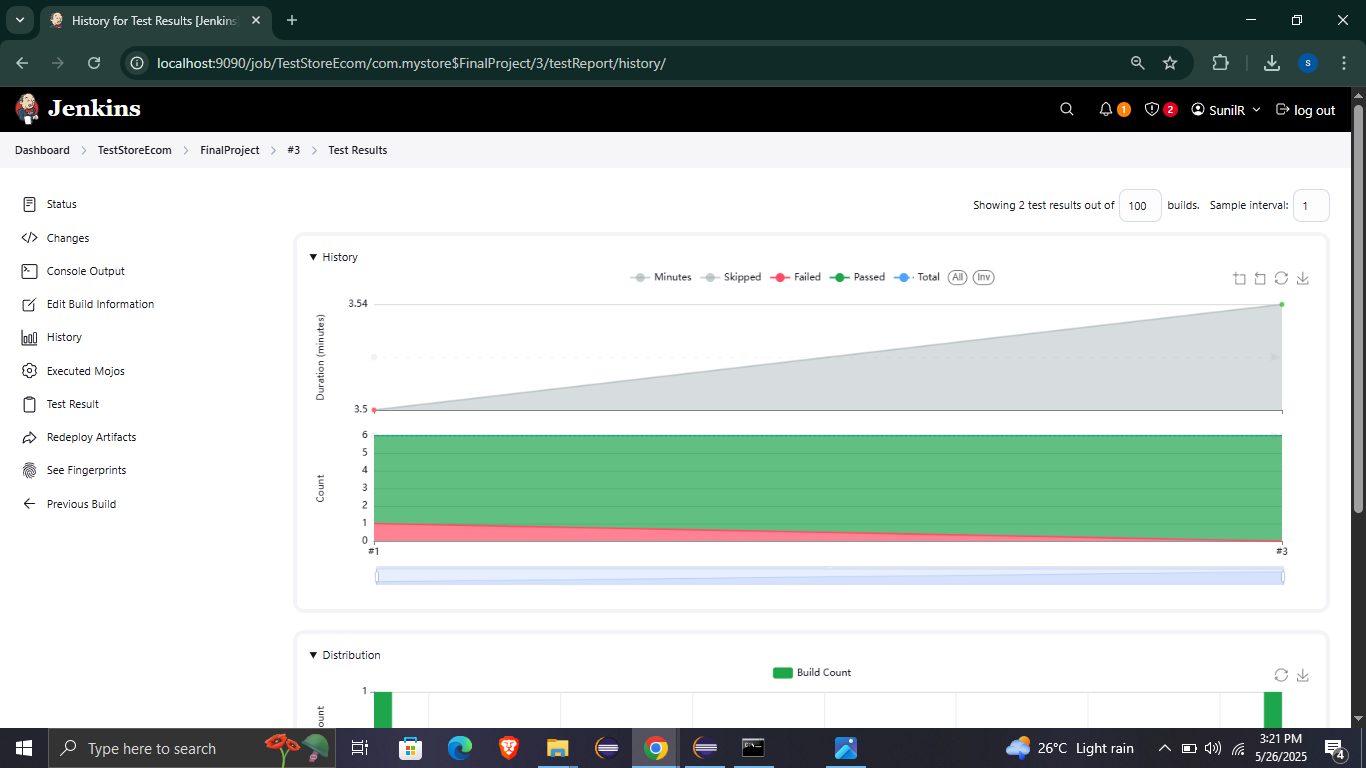 History for Test Results [Jenkins]
localhost:9090/job/TestStoreEcom/com.mystore$FinalProject/3/testReport/history/
S
Jenkins
1
2
SunilR
log out
Dashboard
TestStoreEcom
FinalProject
#3
Test Results
Status
Changes
Console Output
Edit Build Information
History
Executed Mojos
Test Result
Redeploy Artifacts
See Fingerprints
Previous Build
Showing 2 test results out of 100 builds. Sample interval: 1
History
Minutes Skipped Failed Passed Total All Inv
3.54
Duration (minutes)
3.5
6
5
4
3
2
1
0
Count
#1 #3
Distribution
Build Count
1
Type here to search
26°C Light rain
3:21 PM
5/26/2025
4